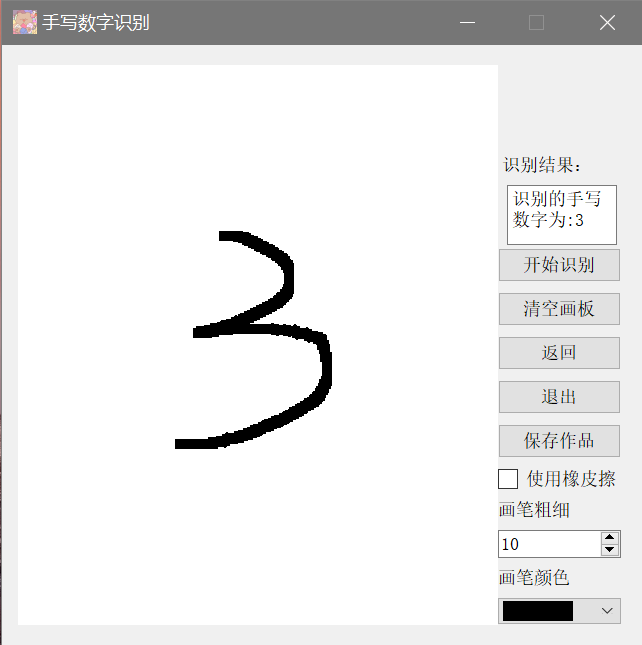 手写数字识别
3
识别结果：
识别的手写
数字为:3
开始识别
清空画板
返回
退出
保存作品
使用橡皮擦
画笔粗细
10
画笔颜色